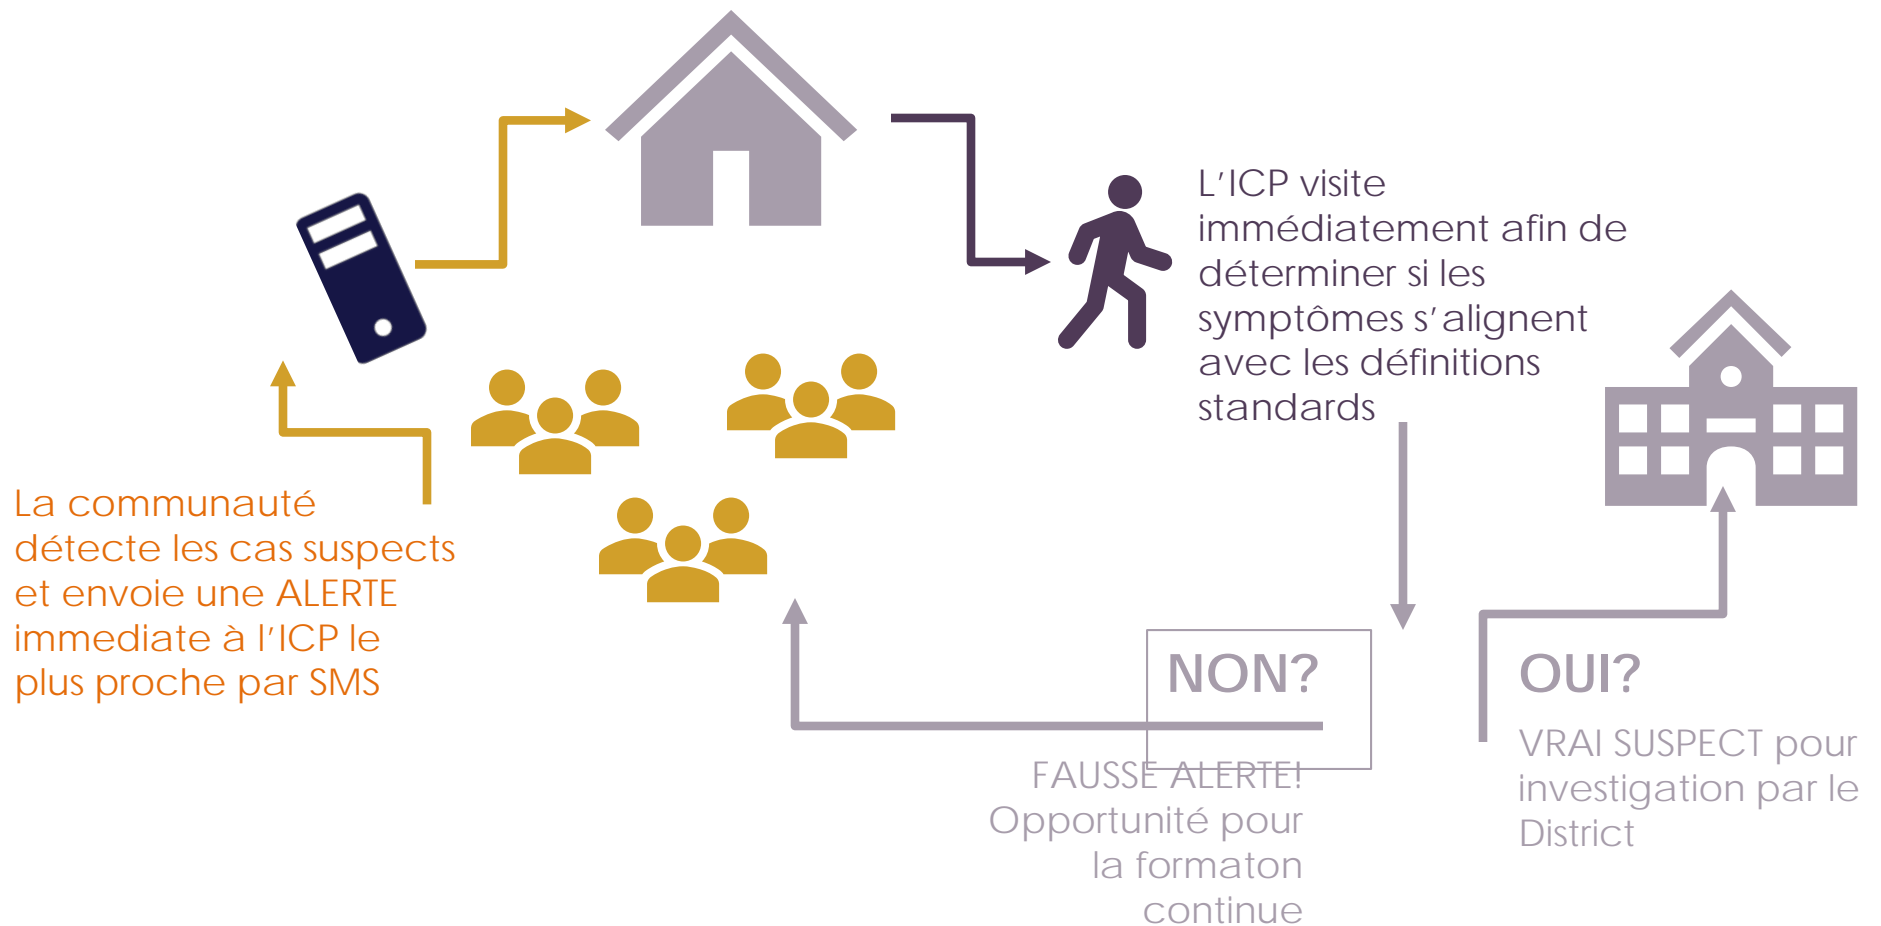 La communauté
détecte les cas suspects
et envoie une ALERTE
immediate à l’ICP le
plus proche par SMS
L’ICP visite
immédiatement afin de
déterminer si les
symptômes s’alignent
avec les définitions
standards
NON?
FAUSSE ALERTE!
Opportunité pour
la formaton
continue
OUI?
VRAI SUSPECT pour
investigation par le
District